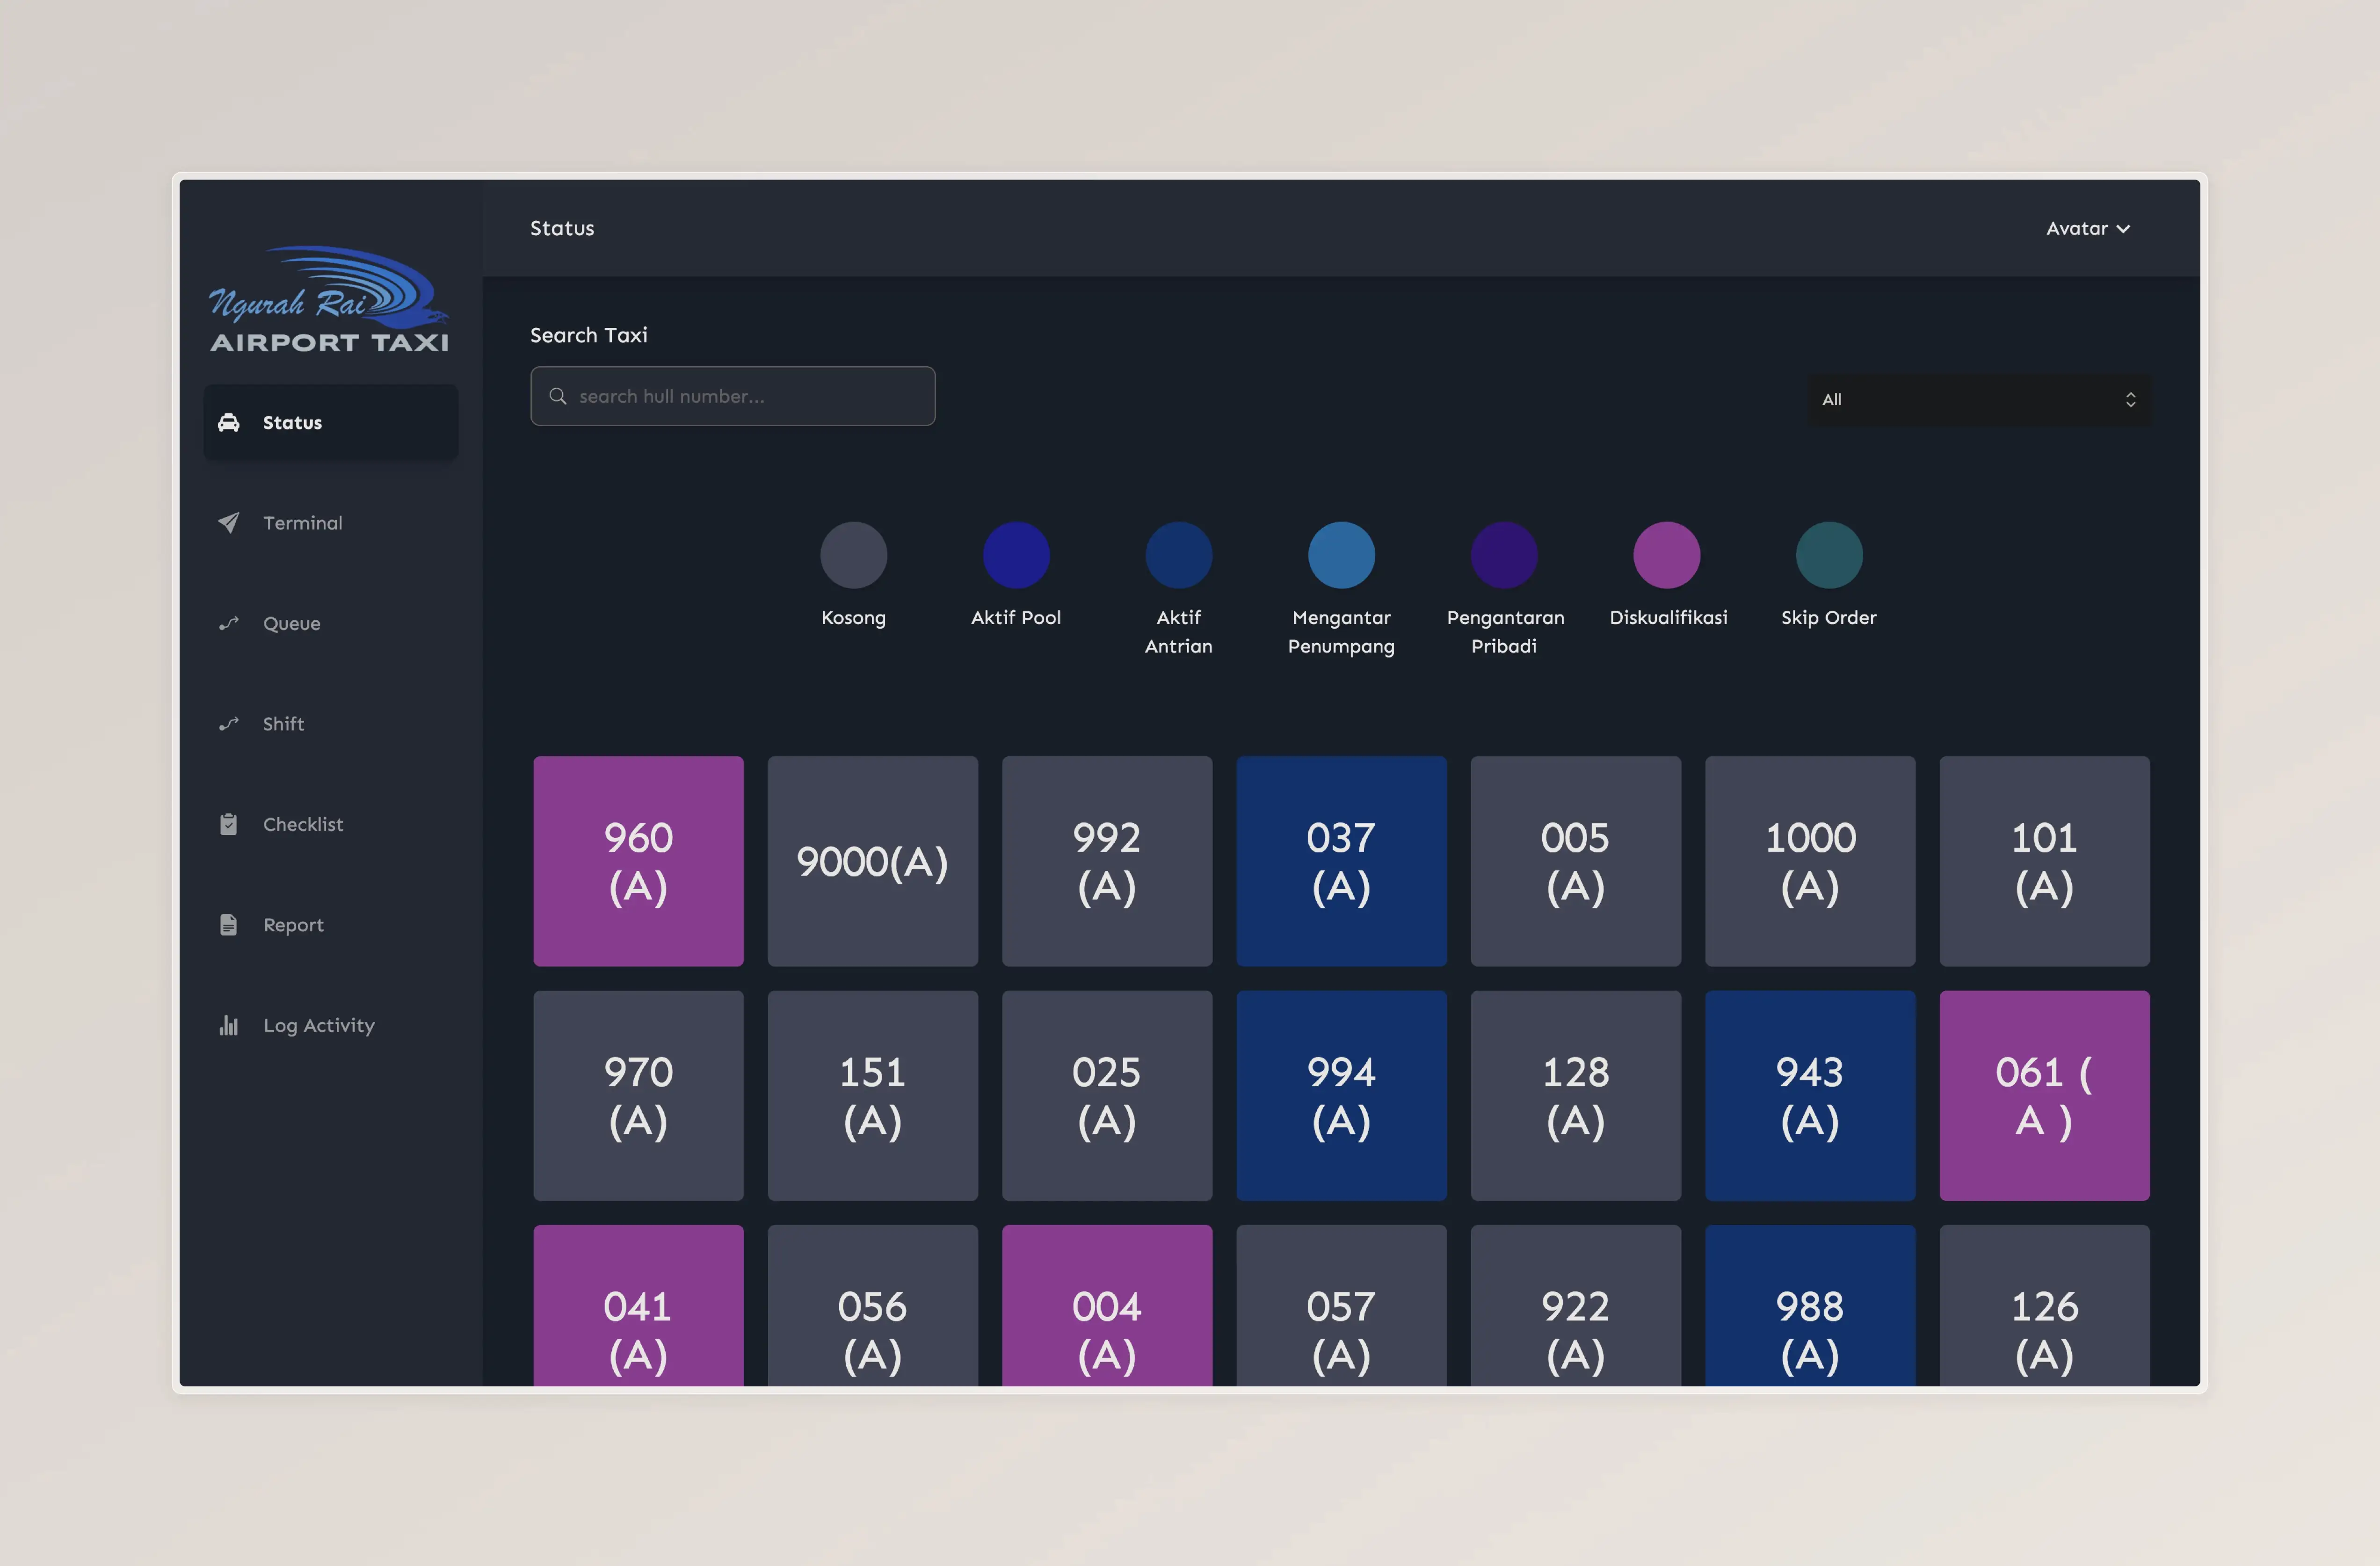 Ngurah Rai
AIRPORT TAXI
Status
Terminal
Queue
Shift
Checklist
Report
Log Activity
Status
Avatar
Search Taxi
search hull number...
All
Kosong
Aktif Pool
Aktif
Antrian
Mengantar
Penumpang
Pengantaran
Pribadi
Diskualifikasi
Skip Order
960
(A)
9000(A)
992
(A)
037
(A)
005
(A)
1000
(A)
101
(A)
970
(A)
151
(A)
025
(A)
994
(A)
128
(A)
943
(A)
061 (
A )
041
(A)
056
(A)
004
(A)
057
(A)
922
(A)
988
(A)
126
(A)